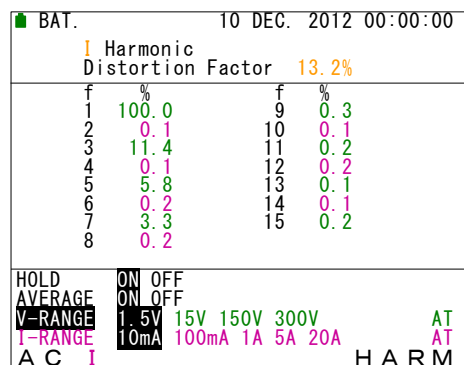 BAT. 10 DEC. 2012 00:00:00
I Harmonic
Distortion Factor 13.2%
f % f %
1 100.0 9 0.3
2 0.1 10 0.1
3 11.4 11 0.2
4 0.1 12 0.2
5 5.8 13 0.1
6 0.2 14 0.1
7 3.3 15 0.2
8 0.2
HOLD ON OFF
AVERAGE ON OFF
V-RANGE 1.5V 15V 150V 300V AT
I-RANGE 10mA 100mA 1A 5A 20A AT
AC I HARM